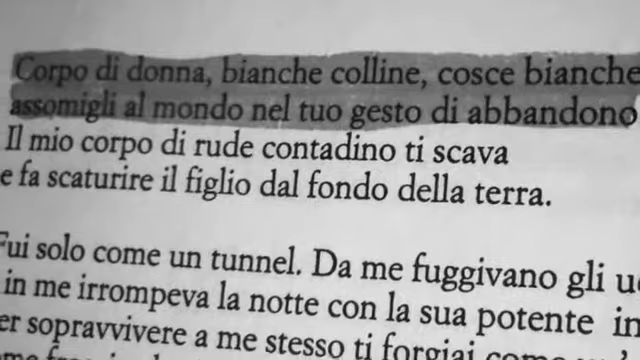 Corpo di donna, bianche colline, cosce bianche
assomigli al mondo nel tuo gesto di abbandono
Il mio corpo di rude contadino ti scava
e fa scaturire il figlio dal fondo della terra.
Fui solo come un tunnel. Da me fuggivano gli
in me irrompeva la notte con la sua potente
sopravvivere a me stesso ti forgiai come